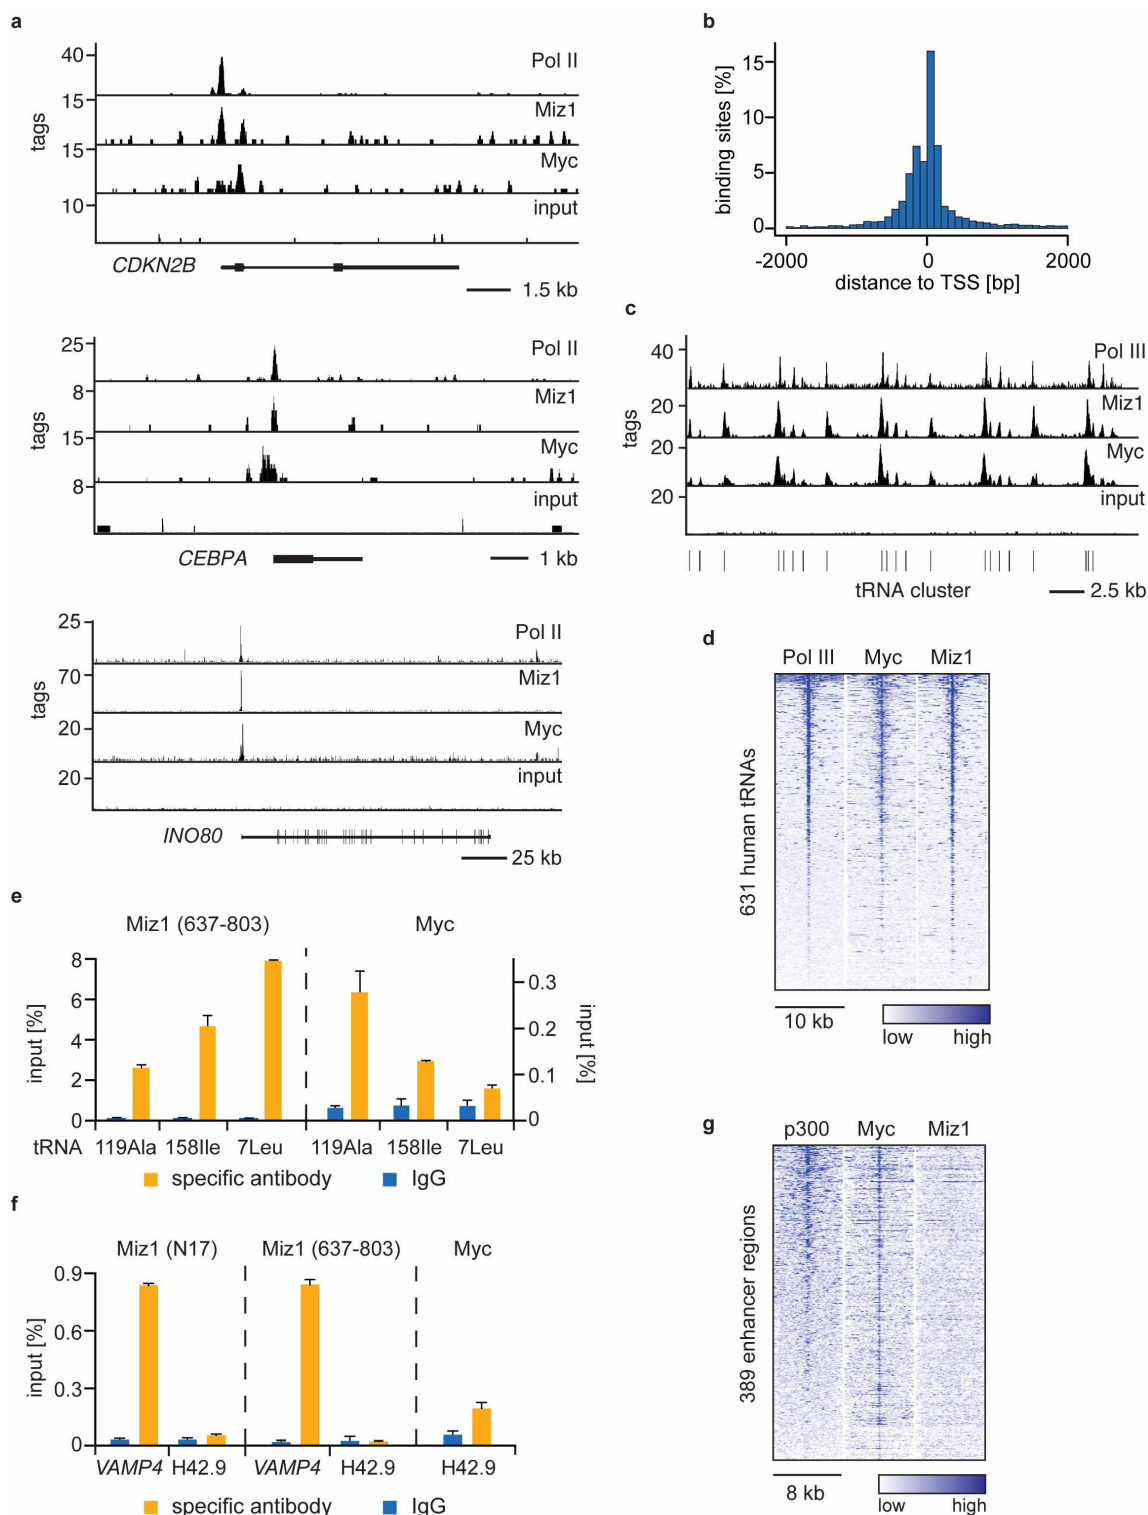 a
40
Pol II
15
Miz1
tags
15
Myc
10
input
CDKN2B
1.5 kb
25
Pol II
8
Miz1
tags
15
Myc
8
input
CEBPA
1 kb
25
Pol II
70
Miz1
tags
20
Myc
20
input
INO80
25 kb
b
15
10
5
0
binding sites [%]
-2000 0 2000
distance to TSS [bp]
c
40
Pol III
20
Miz1
tags
20
Myc
20
input
tRNA cluster
2.5 kb
d
Pol III Myc Miz1
631 human tRNAs
10 kb
low high
e
Miz1 (637-803) Myc
8
6
4
2
0
input [%]
0.3
0.2
0.1
0
input [%]
tRNA 119Ala 158Ile 7Leu 119Ala 158Ile 7Leu
specific antibody IgG
f
Miz1 (N17) Miz1 (637-803) Myc
0.9
0.6
0.3
0
input [%]
VAMP4 H42.9 VAMP4 H42.9 H42.9
specific antibody IgG
g
p300 Myc Miz1
389 enhancer regions
8 kb
low high